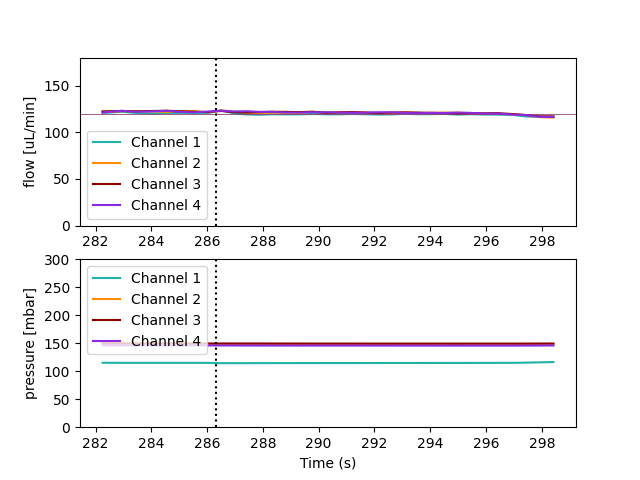 150
100
50
0
flow [uL/min]
Channel 1
Channel 2
Channel 3
Channel 4
282 284 286 288 290 292 294 296 298
300
250
200
150
100
50
0
pressure [mbar]
Channel 1
Channel 2
Channel 3
Channel 4
282 284 286 288 290 292 294 296 298
Time (s)